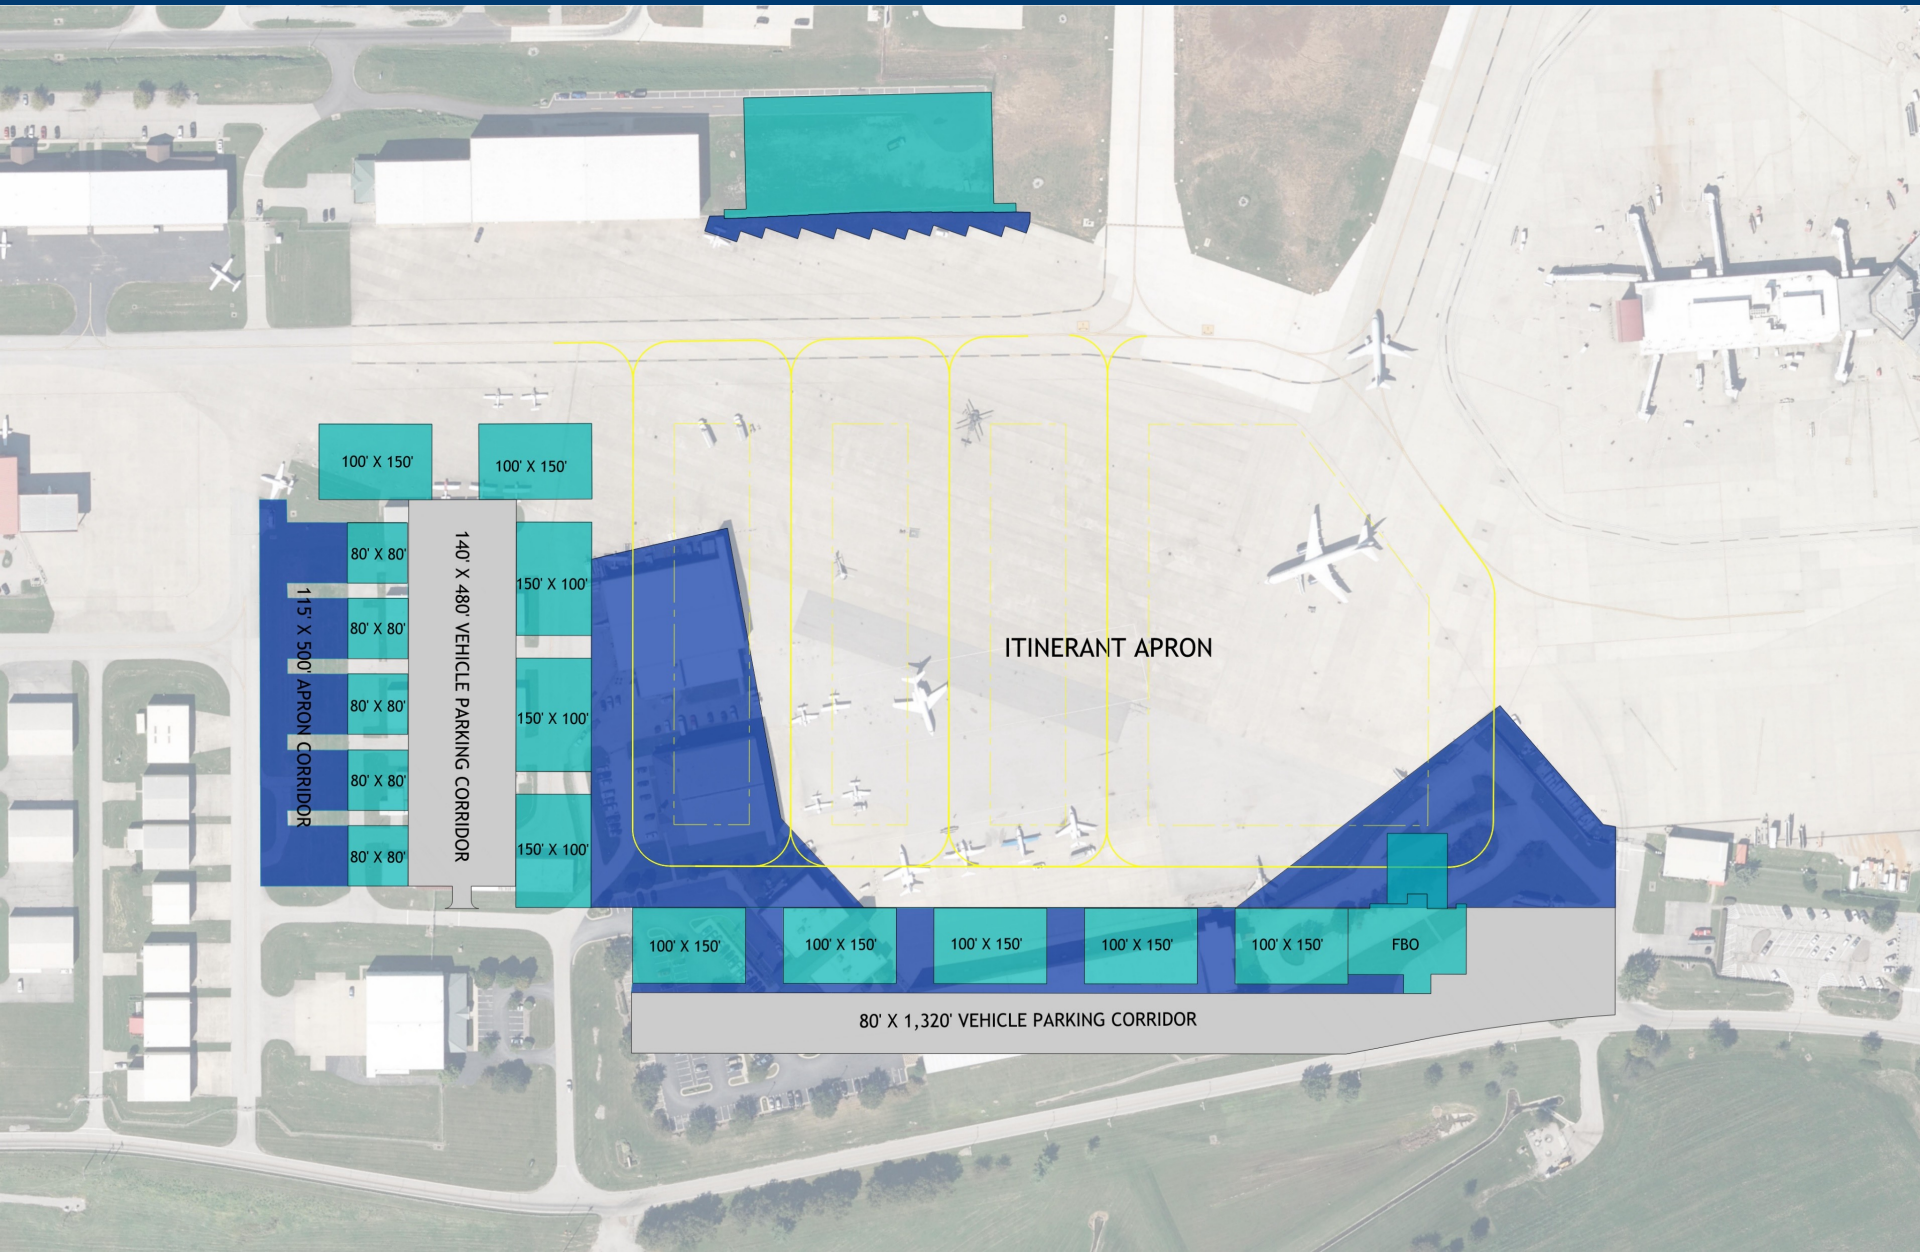 100' X 150'
100' X 150'
80' X 80'
80' X 80'
80' X 80'
80' X 80'
80' X 80'
115' X 500' APRON CORRIDOR
140' X 480' VEHICLE PARKING CORRIDOR
150' X 100'
150' X 100'
150' X 100'
ITINERANT APRON
100' X 150'
100' X 150'
100' X 150'
100' X 150'
100' X 150'
FBO
80' X 1,320' VEHICLE PARKING CORRIDOR